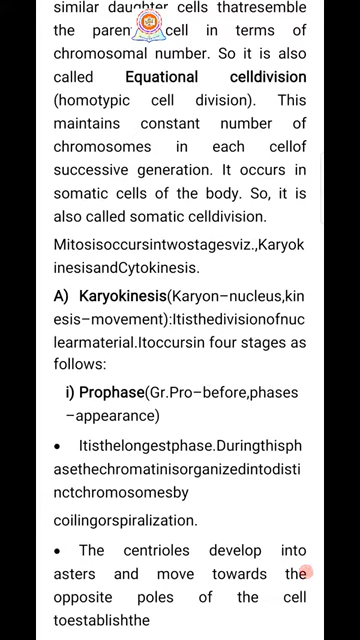 similar daughter cells thatresemble
the paren cell in terms of
chromosomal number. So it is also
called Equational celldivision
(homotypic cell division). This
maintains constant number of
chromosomes in each cellof
successive generation. It occurs in
somatic cells of the body. So, it is
also called somatic celldivision.
Mitosisoccursintwostagesviz.,Karyok
inesisandCytokinesis.
A) Karyokinesis(Karyon–nucleus,kin
esis–movement):Itisthedivisionofnuc
learmaterial.Itoccursin four stages as
follows:
i) Prophase(Gr.Pro–before,phases
–appearance)
• Itisthelongestphase.Duringthisph
asethechromatinisorganizedintodisti
nctchromosomesby
coilingorspiralization.
• The centrioles develop into
asters and move towards the
opposite poles of the cell
toestablishthe